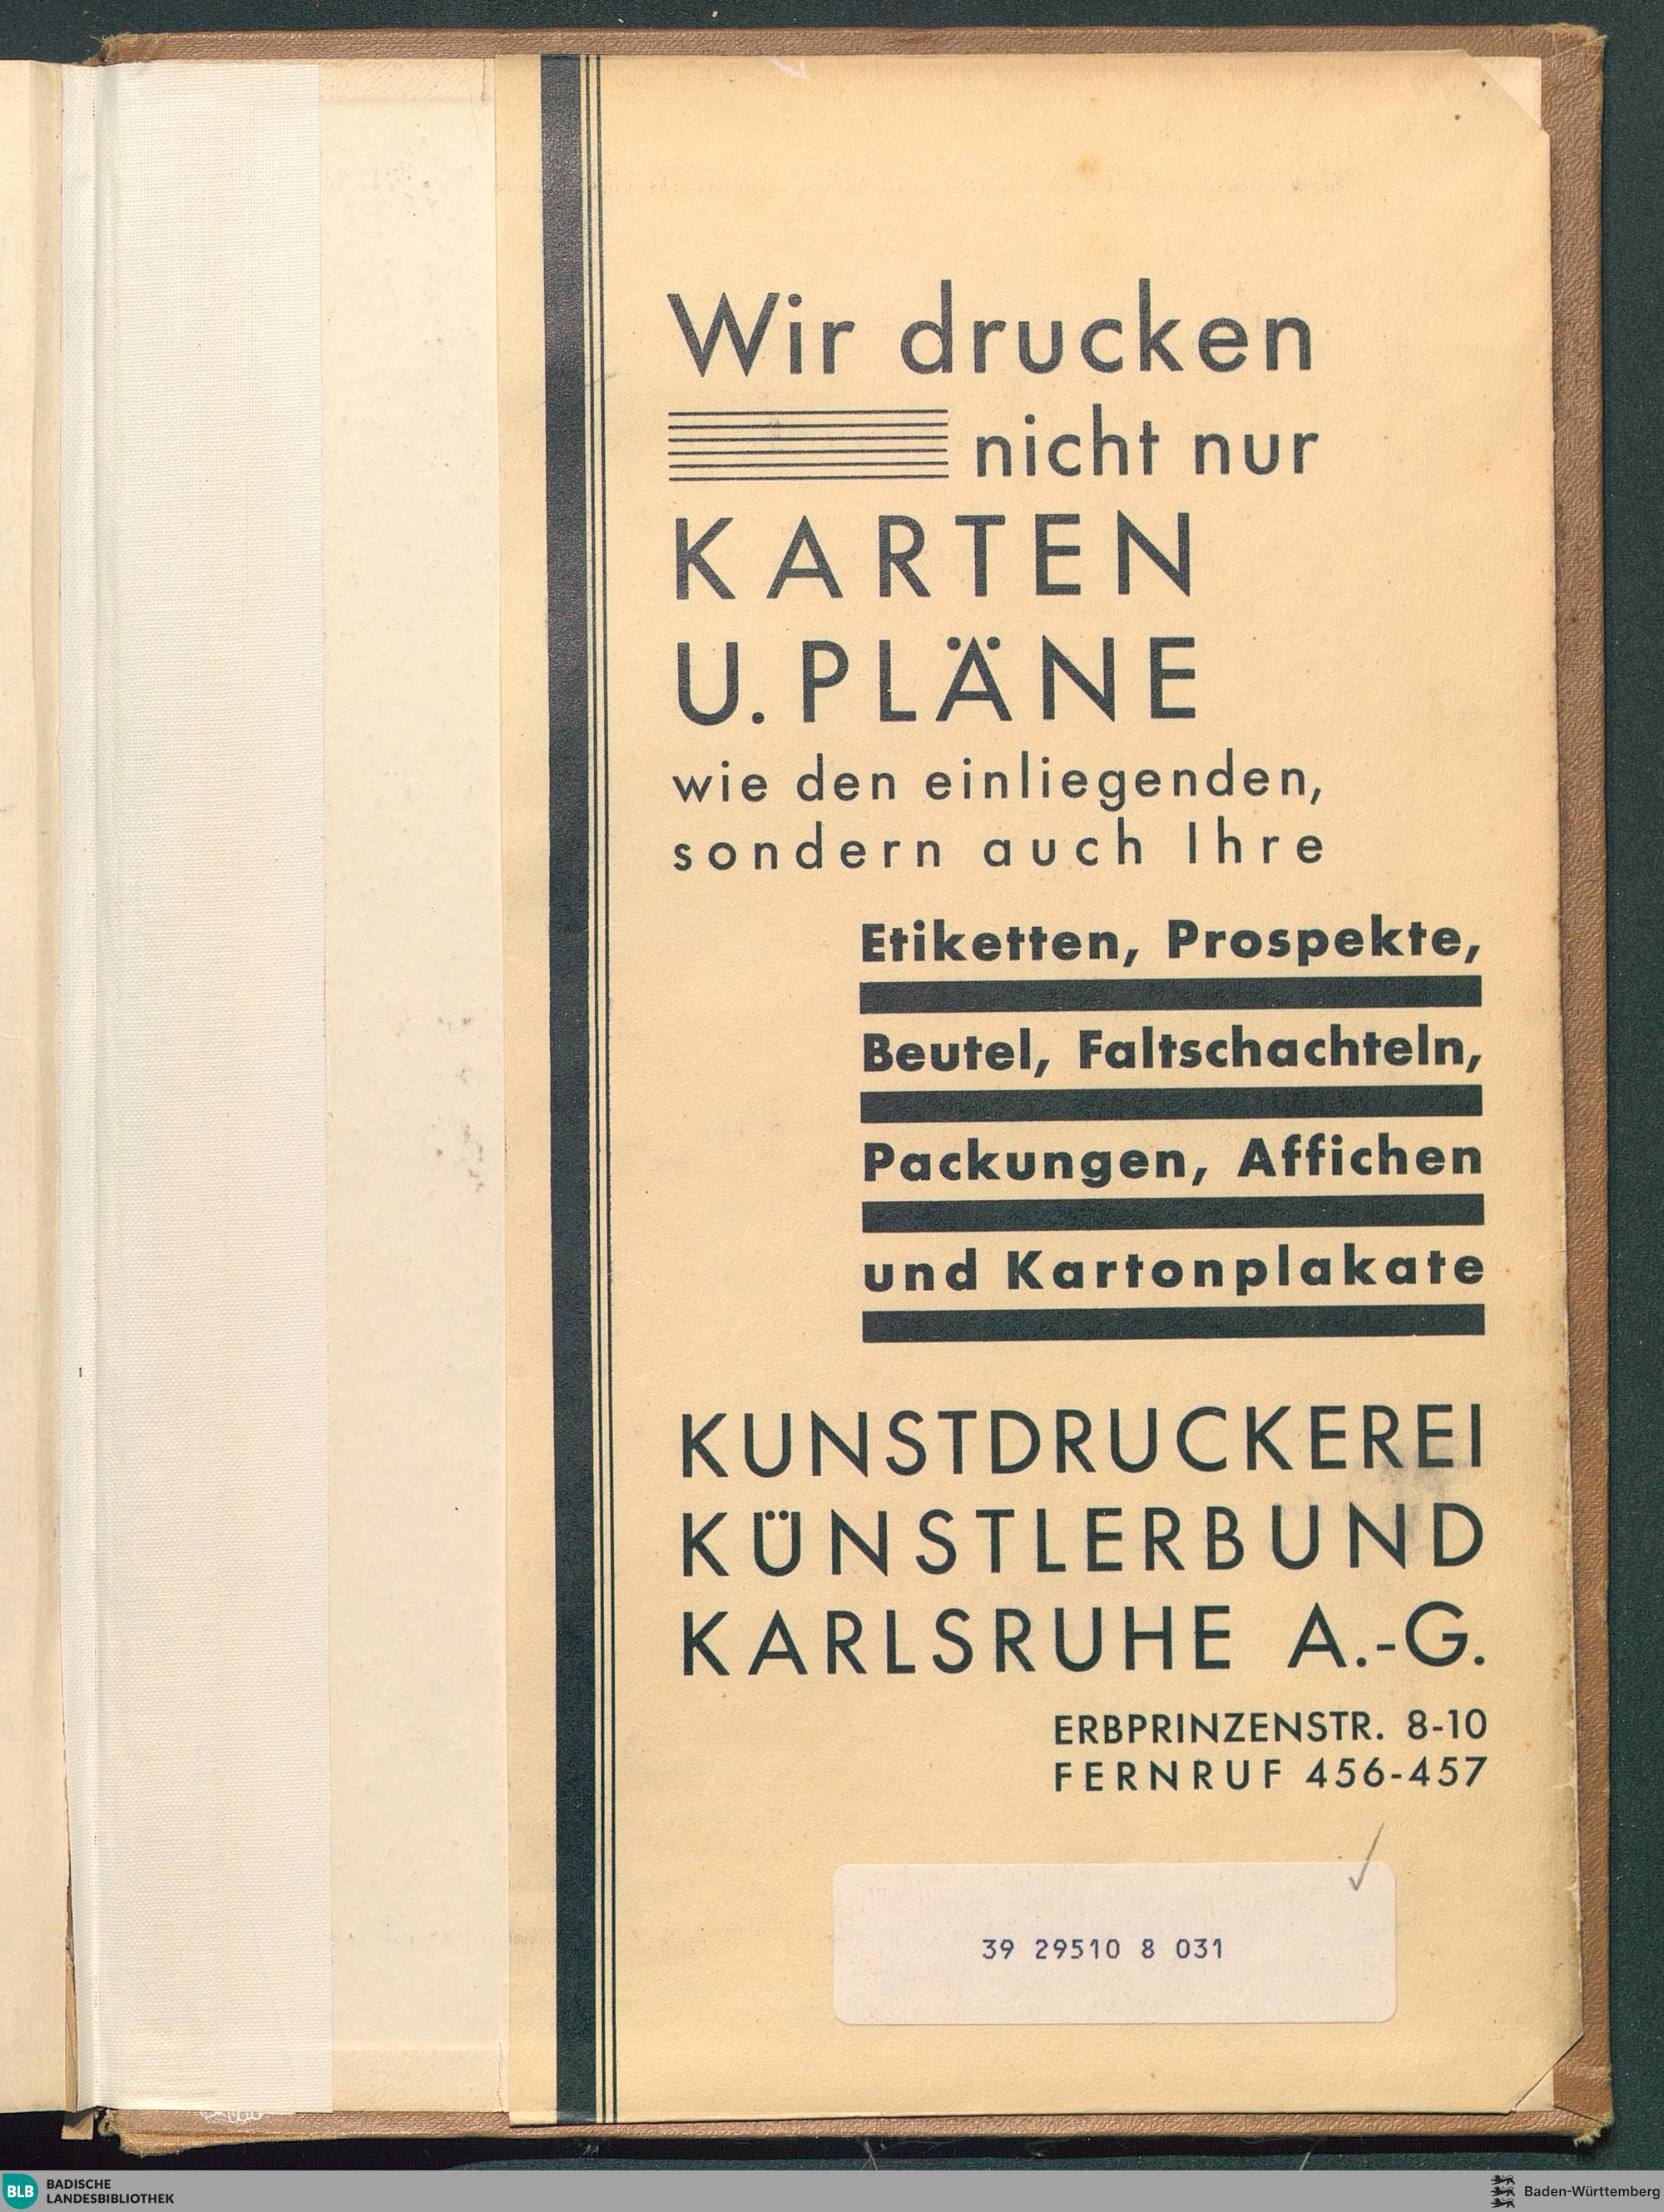 Wir drucken
nicht nur
KARTEN
U. PLÄNE
wie den einliegenden,
sondern auch Ihre
Etiketten, Prospekte,
Beutel, Faltschachteln,
Packungen, Affichen
und Kartonplakate
KUNSTDRUCKEREI
KÜNSTLERBUND
KARLSRUHE A.-G.
ERBPRINZENSTR. 8-10
FERNRUF 456-457
39 29510 8 031
BLB BADISCHE
LANDESBIBLIOTHEK
Baden-Württemberg